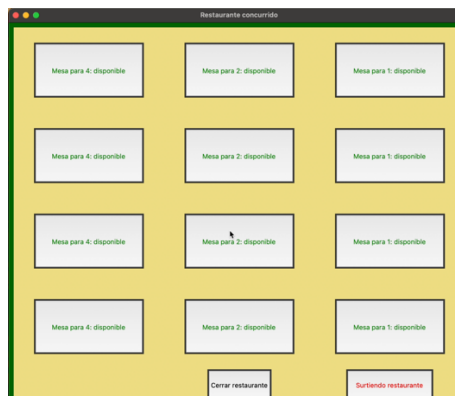 Restaurante concurrido
Mesa para 4: disponible
Mesa para 2: disponible
Mesa para 1: disponible
Mesa para 4: disponible
Mesa para 2: disponible
Mesa para 1: disponible
Mesa para 4: disponible
Mesa para 2: disponible
Mesa para 1: disponible
Mesa para 4: disponible
Mesa para 2: disponible
Mesa para 1: disponible
Cerrar restaurante
Surtiendo restaurante